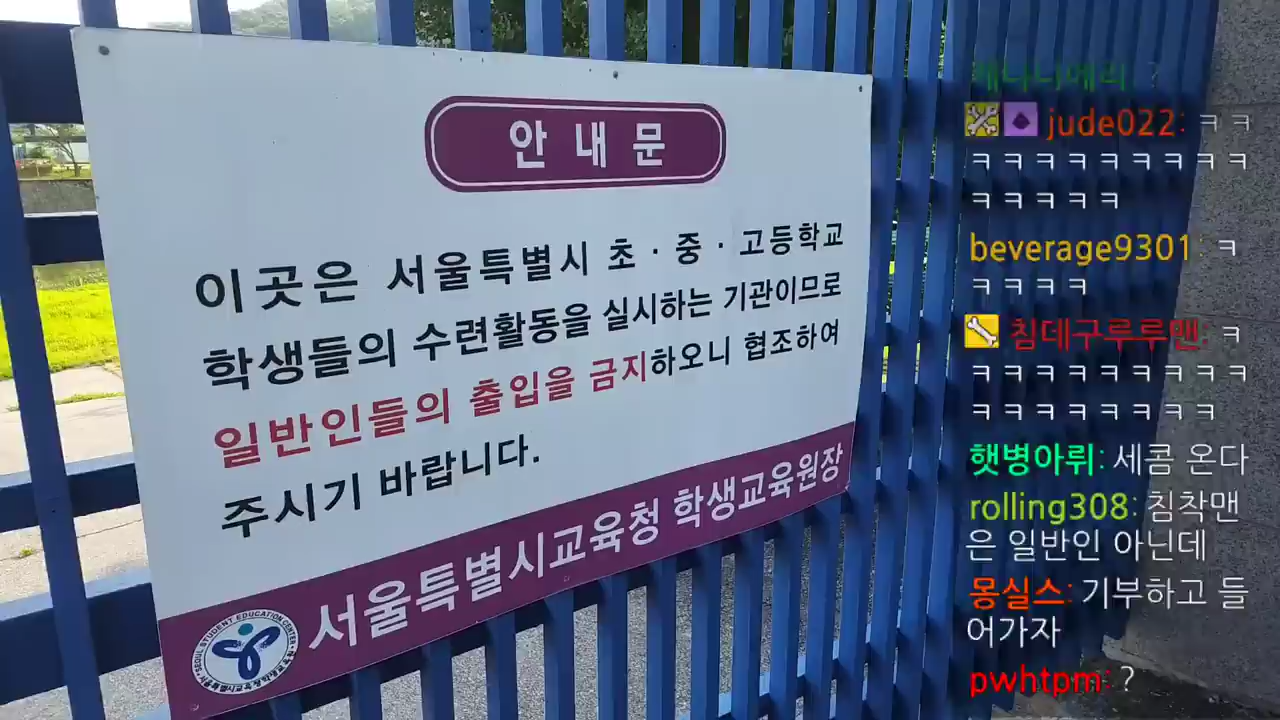 안내문
이곳은 서울특별시 초·중·고등학교
학생들의 수련활동을 실시하는 기관이므로
일반인들의 출입을 금지하오니 협조하여
주시기 바랍니다.
서울특별시교육청 학생교육원장
SEOUL STUDENT EDUCATION CENTER
jude022: ㅋㅋ
ㅋㅋㅋㅋㅋㅋㅋㅋㅋ
ㅋㅋㅋㅋㅋ
beverage9301: ㅋ
ㅋㅋㅋㅋ
침데구루루맨: ㅋ
ㅋㅋㅋㅋㅋㅋㅋㅋㅋ
ㅋㅋㅋㅋㅋㅋㅋㅋ
햇병아뤼: 세콤 온다
rolling308: 침착맨
은 일반인 아닌데
몽실스: 기부하고 들
어가자
pwhtpm: ?